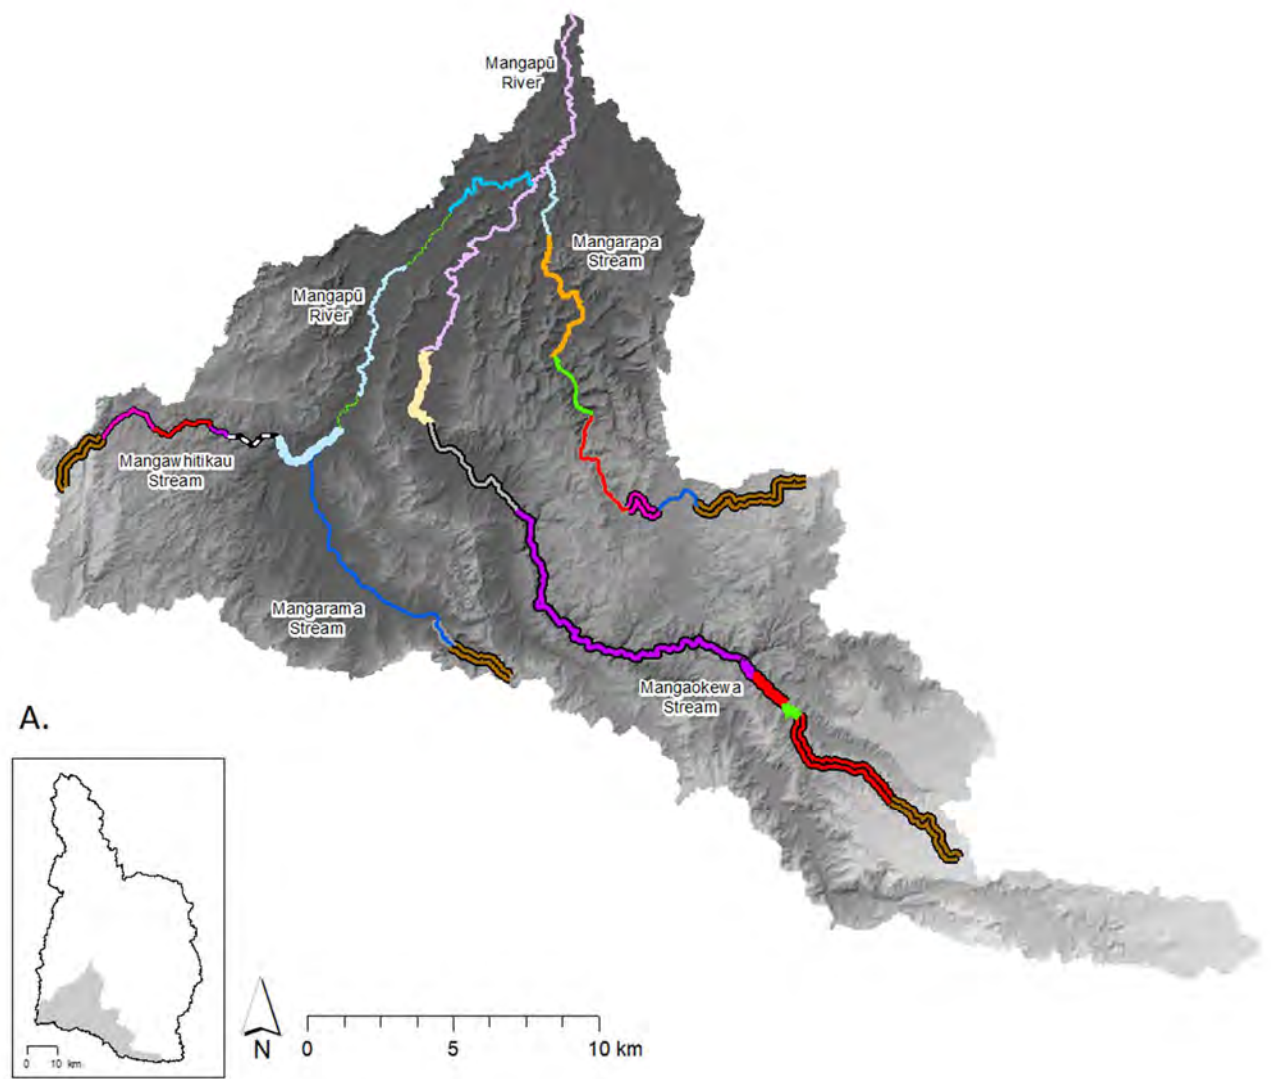 Mangapū
River
Mangarapa
Stream
Mangapū
River
Mangawhitikau
Stream
Mangarama
Stream
Mangaokewa
Stream
A.
0 10 km
N
0 5 10 km